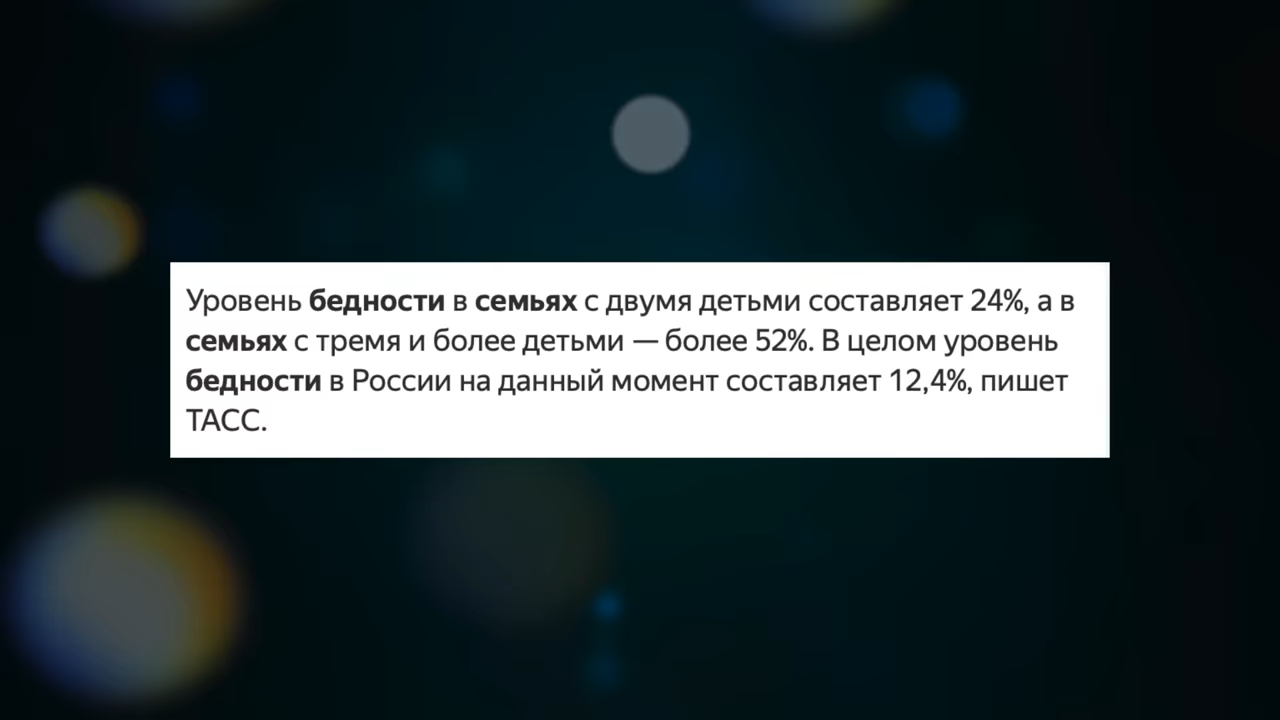 Уровень бедности в семьях с двумя детьми составляет 24%, а в
семьях с тремя и более детьми — более 52%. В целом уровень
бедности в России на данный момент составляет 12,4%, пишет
ТАСС.